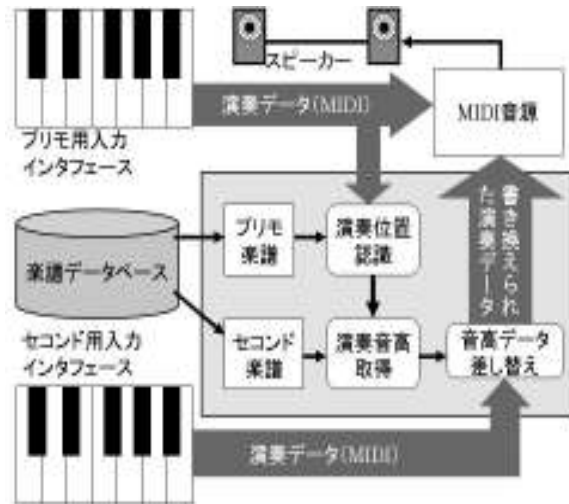 スピーカー
演奏データ(MIDI)
MIDI音源
プリモ用入力
インタフェース
書き換えられ
た演奏データ
プリモ
楽譜
演奏位置
認識
楽譜データベース
セコンド用入力
インタフェース
セコンド
楽譜
演奏音高
取得
音高データ
差し替え
演奏データ(MIDI)